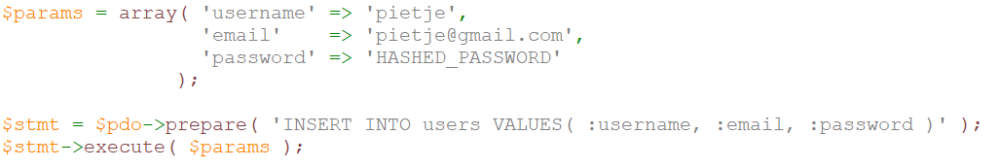 $params = array( 'username' => 'pietje',
                 'email'    => 'pietje@gmail.com',
                 'password' => 'HASHED_PASSWORD'
               );
$stmt = $pdo->prepare( 'INSERT INTO users VALUES( :username, :email, :password )' );
$stmt->execute( $params );